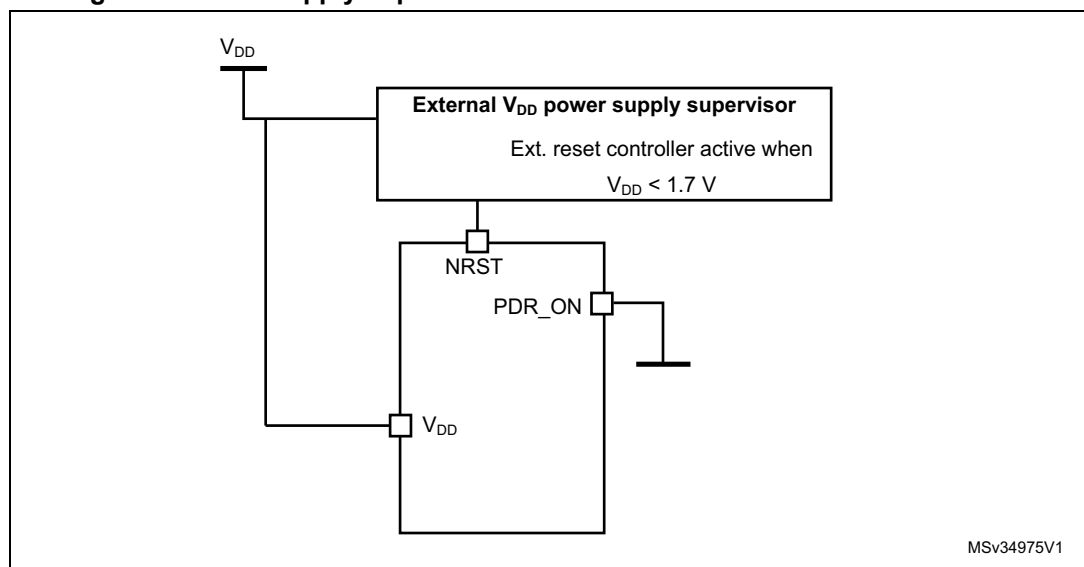 V_DD
External V_DD power supply supervisor
Ext. reset controller active when
V_DD < 1.7 V
NRST
PDR_ON
V_DD
MSv34975V1